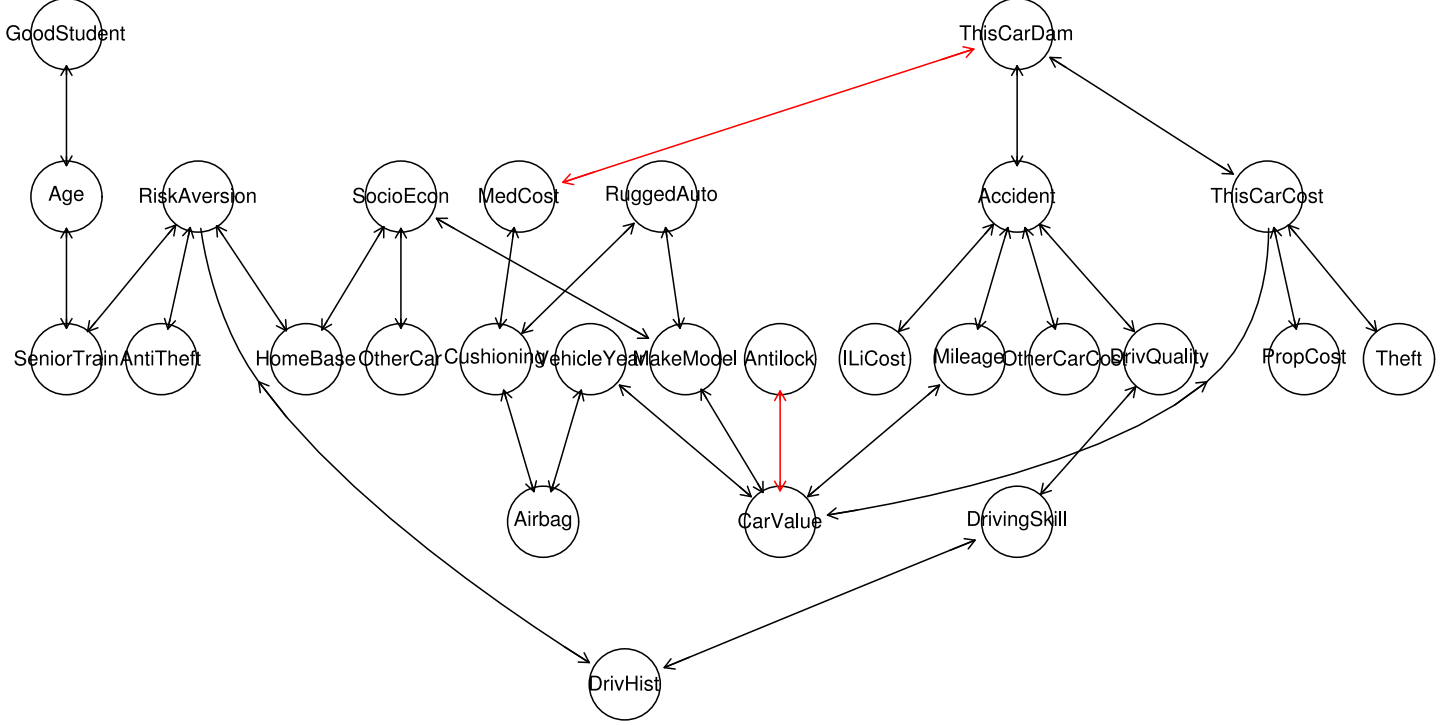 GoodStudent
ThisCarDam
Age
RiskAversion
SocioEcon
MedCost
RuggedAuto
Accident
ThisCarCost
SeniorTrain
AntiTheft
HomeBase
OtherCar
Cushioning
VehicleYear
MakeModel
Antilock
ILiCost
Mileage
OtherCarCost
DrivQuality
PropCost
Theft
Airbag
CarValue
DrivingSkill
DrivHist